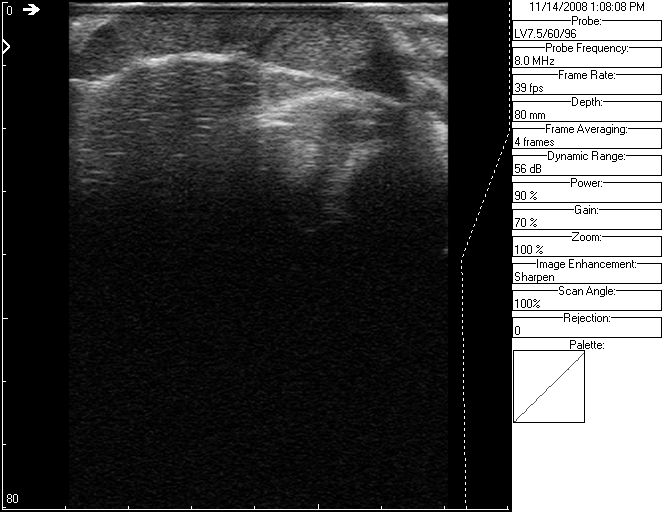 0
80
11/14/2008 1:08:08 PM
Probe:
LV7.5/60/96
Probe Frequency:
8.0 MHz
Frame Rate:
39 fps
Depth:
80 mm
Frame Averaging:
4 frames
Dynamic Range:
56 dB
Power:
90 %
Gain:
70 %
Zoom:
100 %
Image Enhancement:
Sharpen
Scan Angle:
100%
Rejection:
0
Palette: